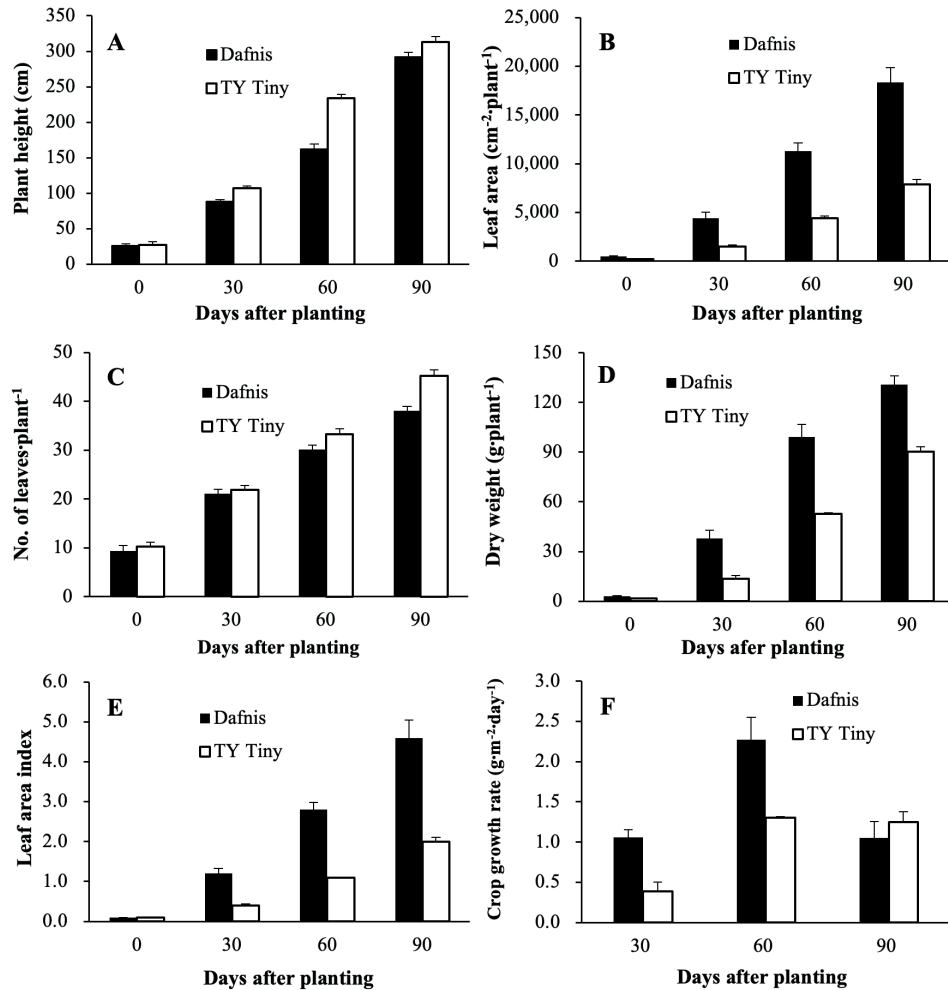 A
Dafnis
TY Tiny
Plant height (cm)
350
300
250
200
150
100
50
0
0 30 60 90
Days after planting
B
Dafnis
TY Tiny
Leaf area (cm⁻²·plant⁻¹)
25,000
20,000
15,000
10,000
5,000
0
0 30 60 90
Days after planting
C
Dafnis
TY Tiny
No. of leaves·plant⁻¹
50
40
30
20
10
0
0 30 60 90
Days after planting
D
Dafnis
TY Tiny
Dry weight (g·plant⁻¹)
150
120
90
60
30
0
0 30 60 90
Days afer planting
E
Dafnis
TY Tiny
Leaf area index
6.0
5.0
4.0
3.0
2.0
1.0
0.0
0 30 60 90
Days after planting
F
Dafnis
TY Tiny
Crop growth rate (g·m⁻²·day⁻¹)
3.0
2.5
2.0
1.5
1.0
0.5
0.0
30 60 90
Days after planting